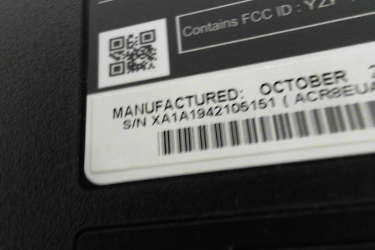 Contains FCC ID :
MANUFACTURED: OCTOBER
S/N XA1A1942105151 ( ACR8EUA